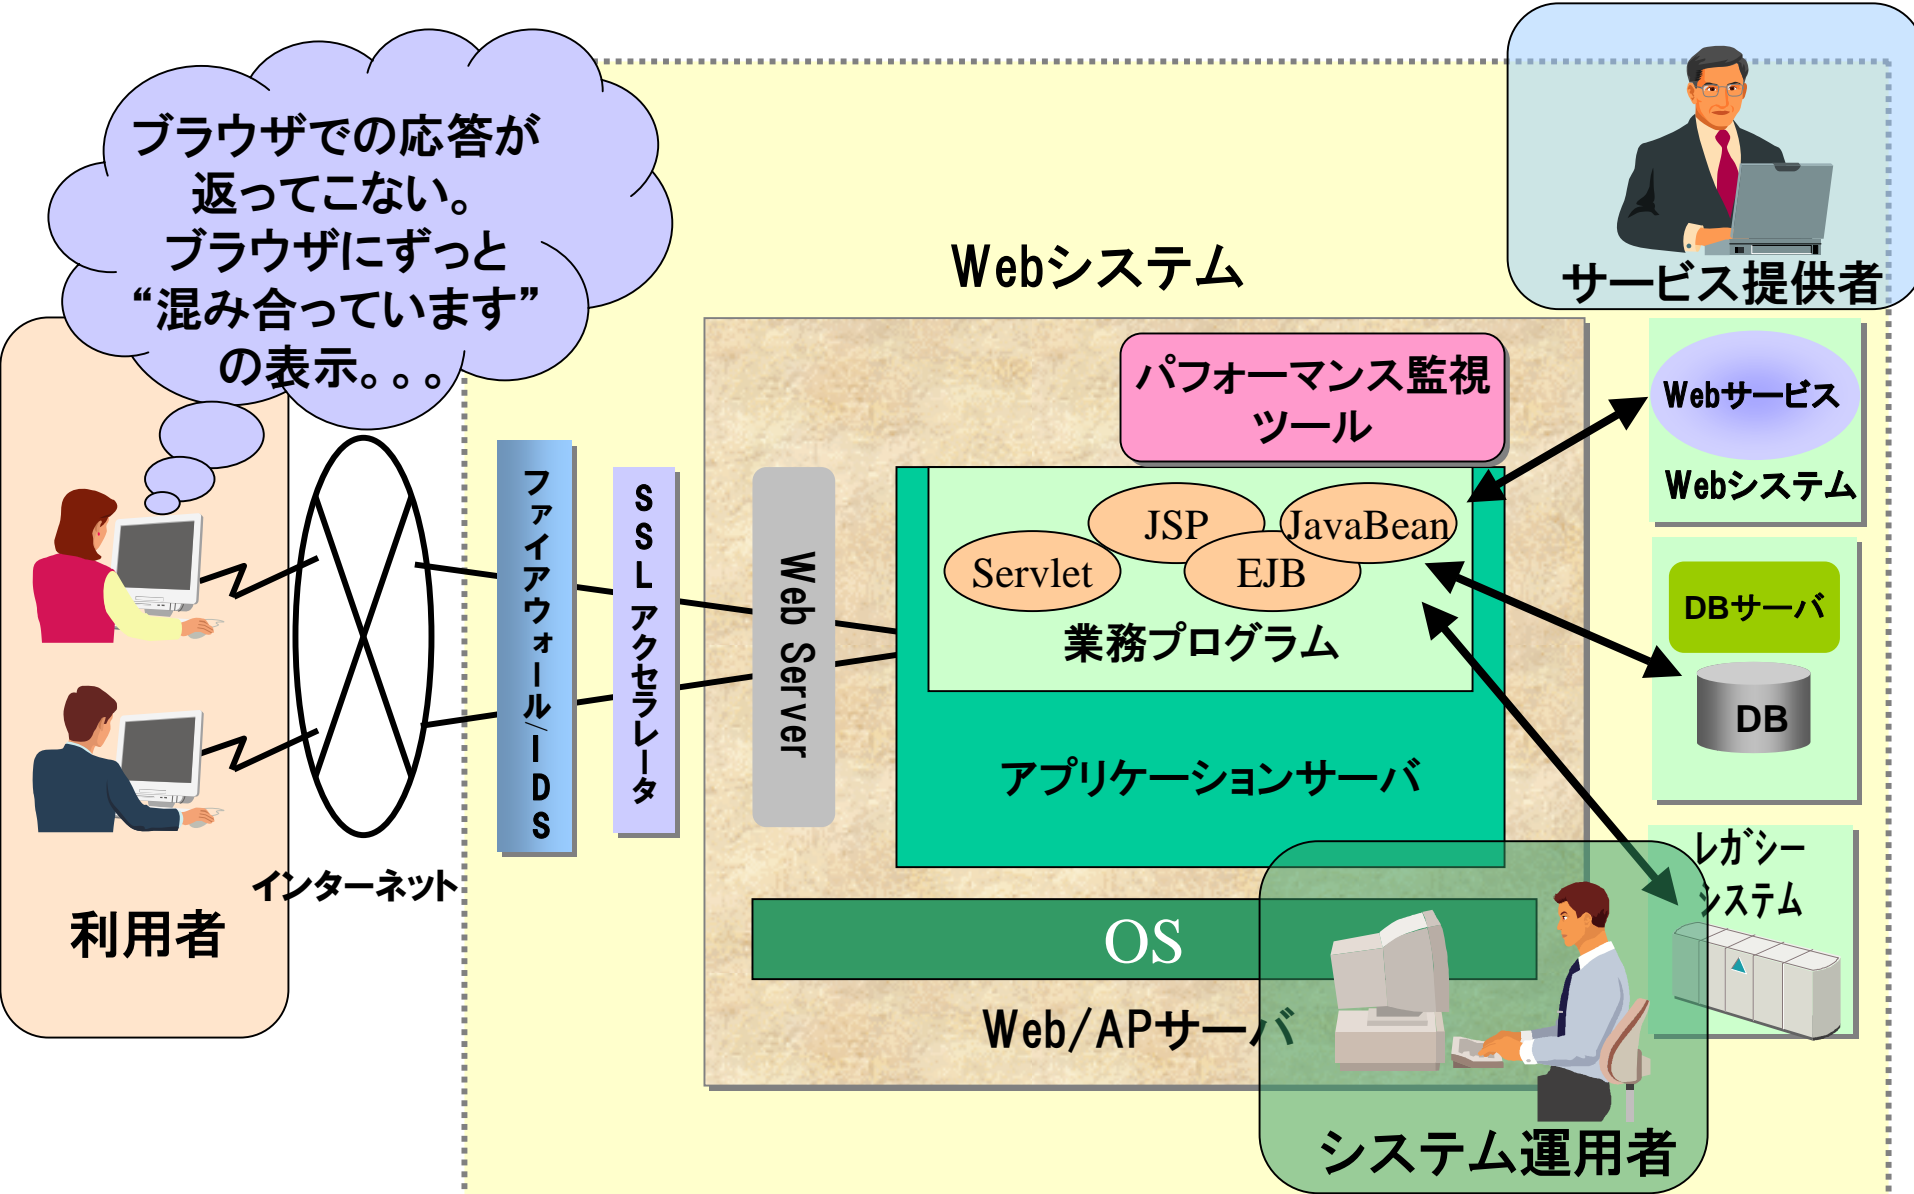 ブラウザでの応答が
返ってこない。
ブラウザにずっと
“混み合っています”
の表示。。。
利用者
インターネット
ファイアウォール/IDS
SSLアクセラレータ
Webシステム
Web Server
パフォーマンス監視
ツール
JSP
JavaBean
Servlet
EJB
業務プログラム
アプリケーションサーバ
OS
Web/APサーバ
サービス提供者
Webサービス
Webシステム
DBサーバ
DB
レガシー
システム
システム運用者